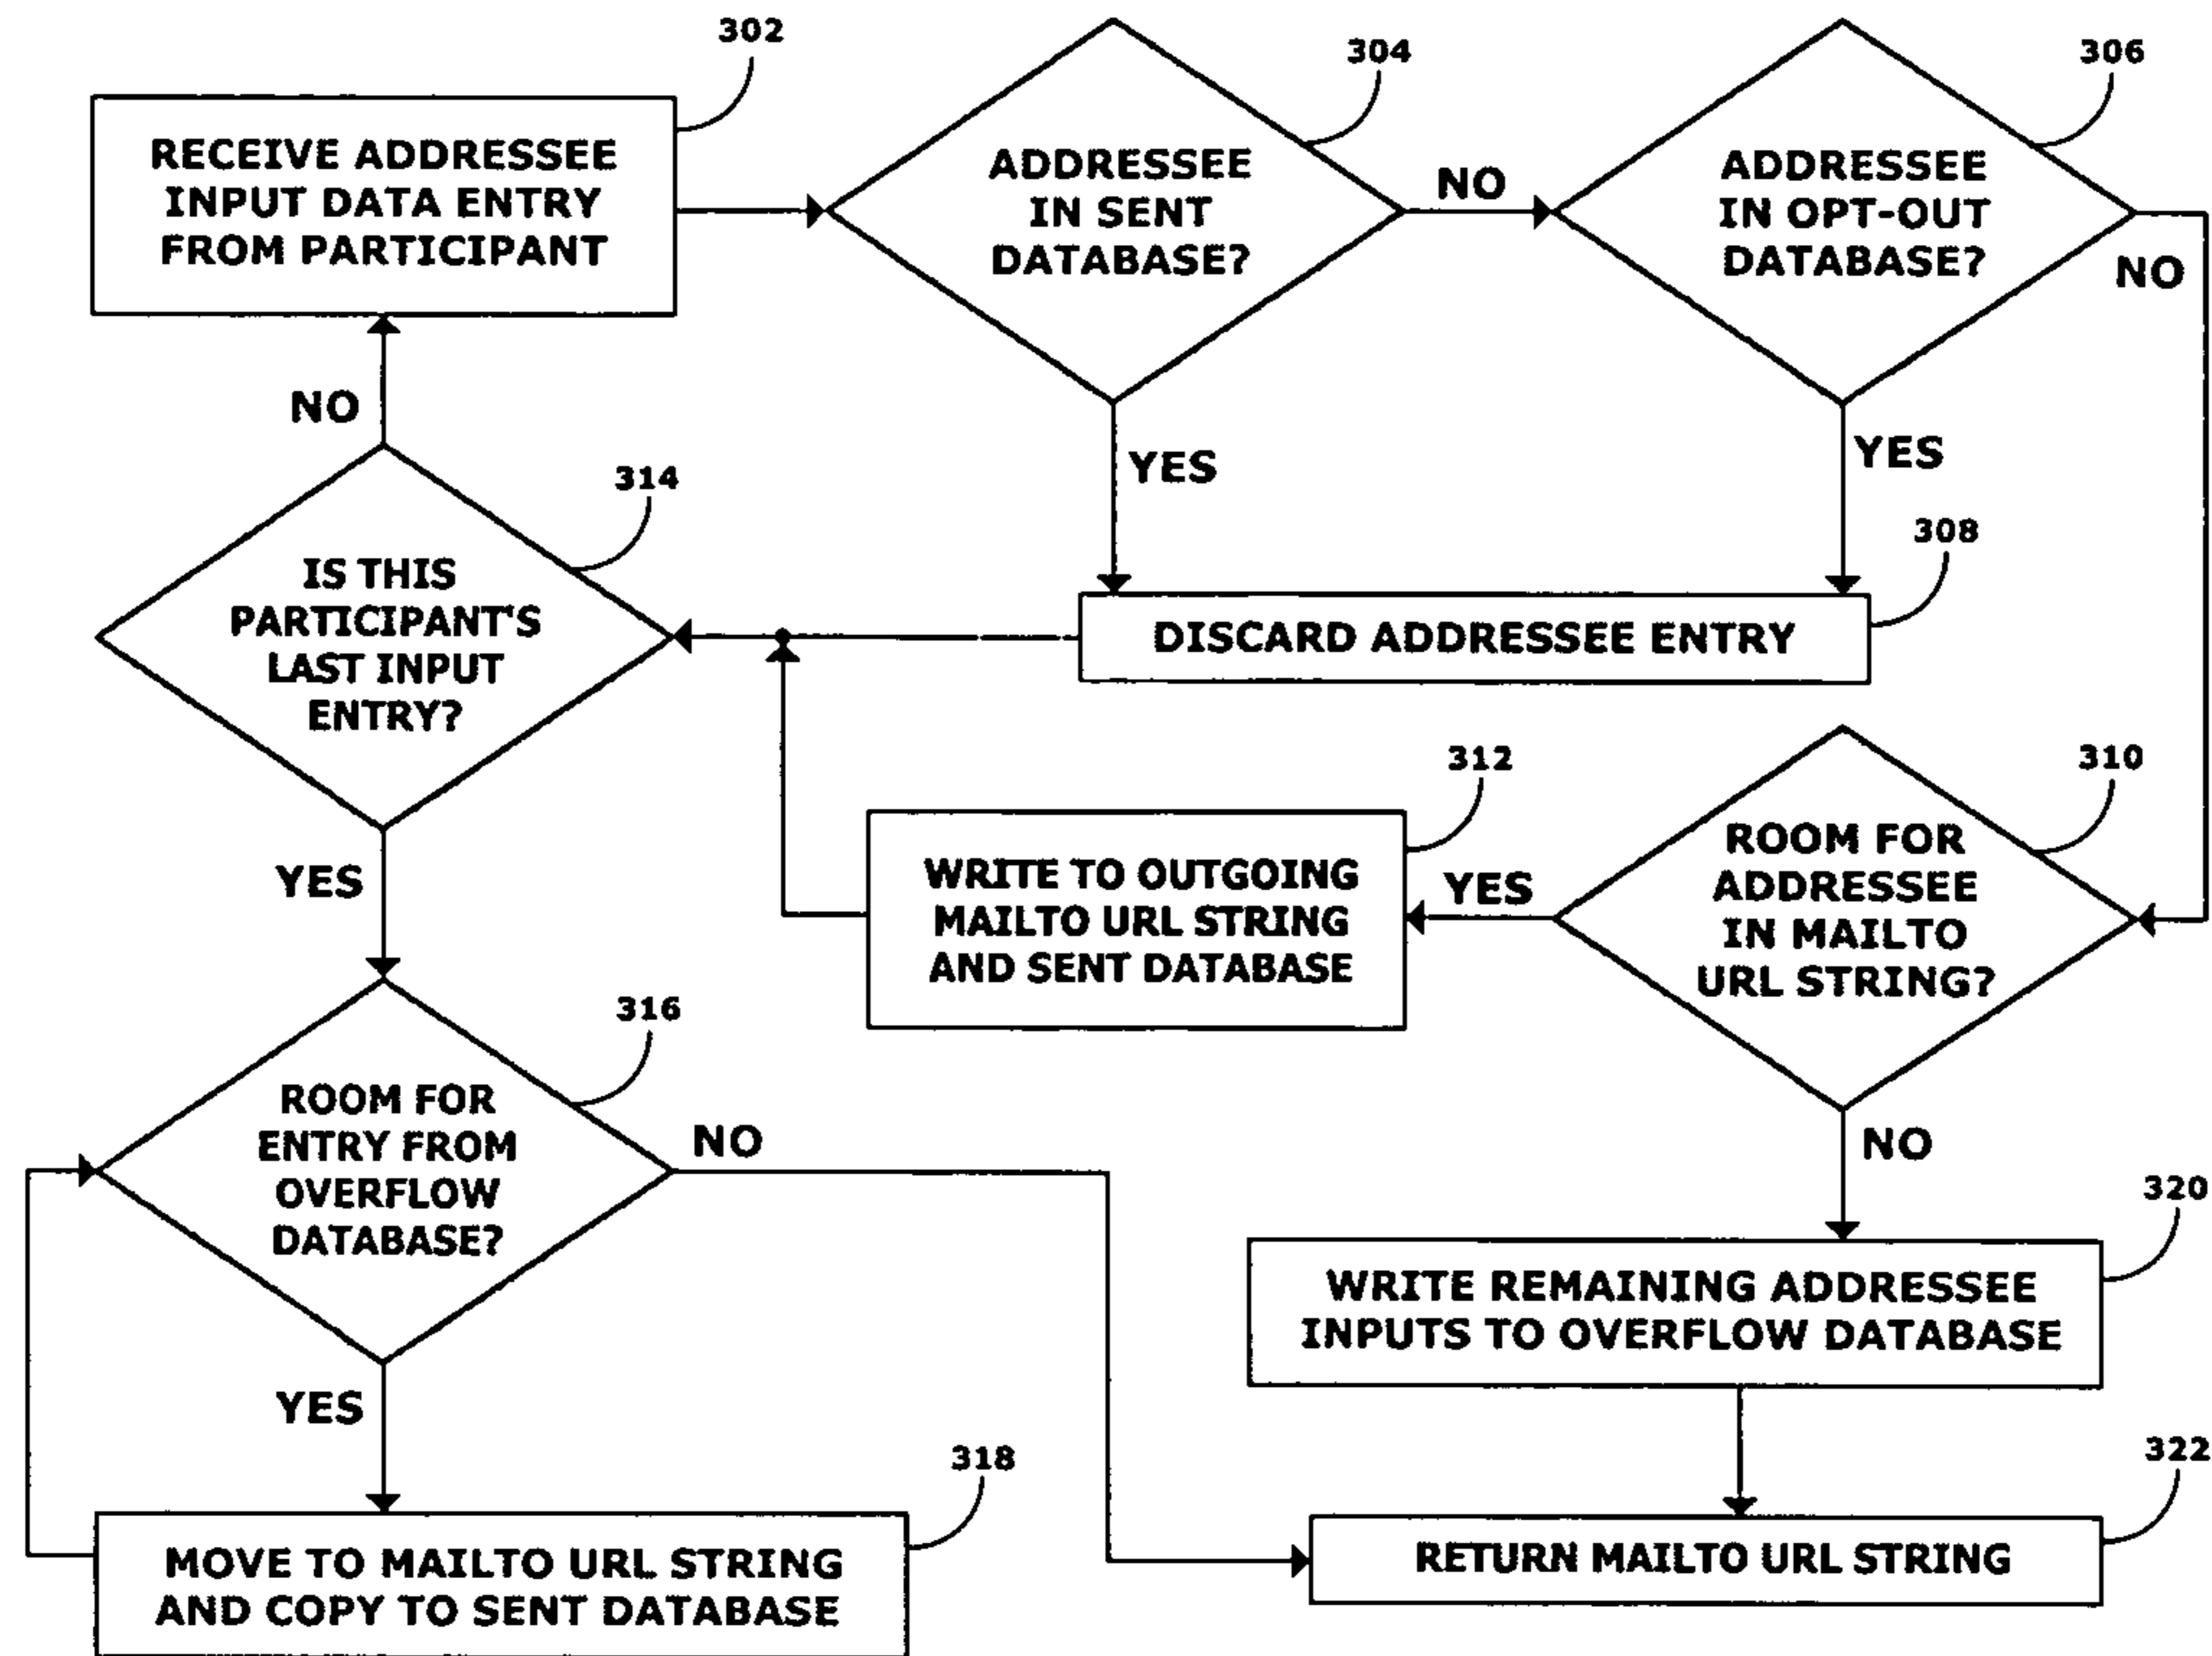 302
RECEIVE ADDRESSEE
INPUT DATA ENTRY
FROM PARTICIPANT
304
ADDRESSEE
IN SENT
DATABASE?
NO
306
ADDRESSEE
IN OPT-OUT
DATABASE?
NO
YES
YES
NO
314
IS THIS
PARTICIPANT'S
LAST INPUT
ENTRY?
308
DISCARD ADDRESSEE ENTRY
312
WRITE TO OUTGOING
MAILTO URL STRING
AND SENT DATABASE
YES
310
ROOM FOR
ADDRESSEE
IN MAILTO
URL STRING?
YES
316
ROOM FOR
ENTRY FROM
OVERFLOW
DATABASE?
NO
NO
320
WRITE REMAINING ADDRESSEE
INPUTS TO OVERFLOW DATABASE
YES
318
MOVE TO MAILTO URL STRING
AND COPY TO SENT DATABASE
322
RETURN MAILTO URL STRING